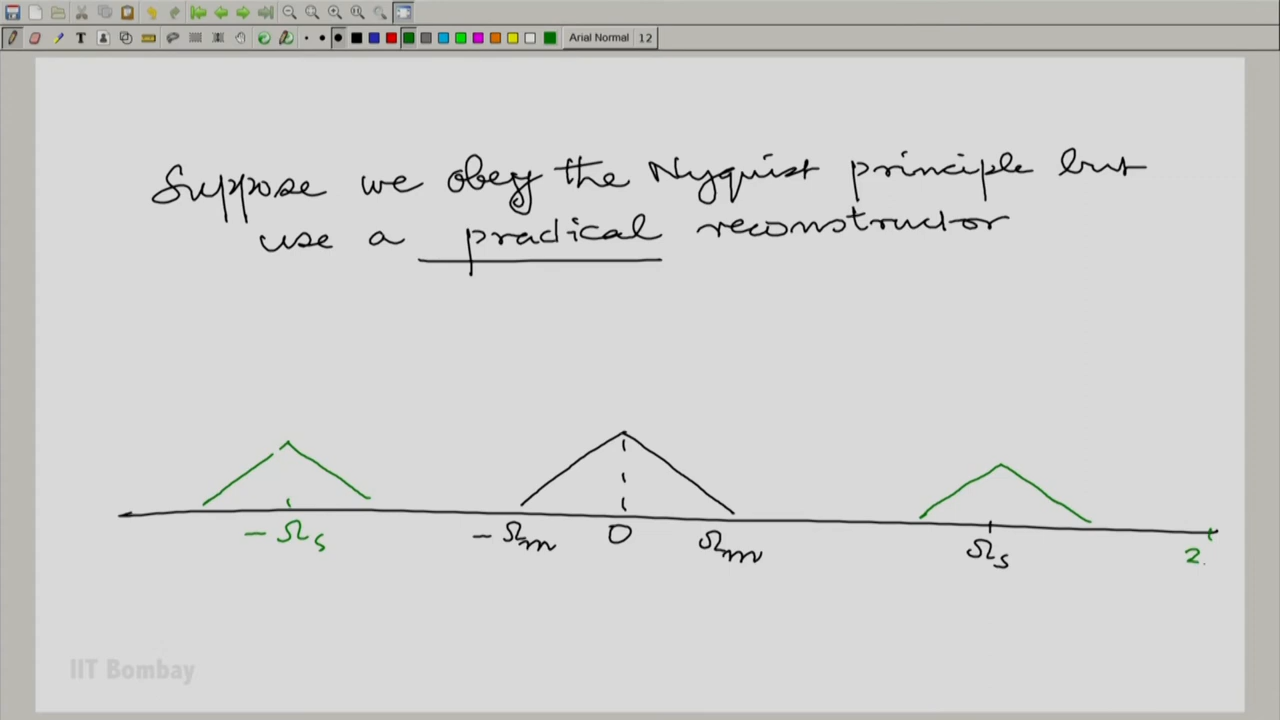 Arial Normal 12
Suppose we obey the Nyquist principle but
use a practical reconstructor
-Ωs -Ωm 0 Ωm Ωs 2
IIT Bombay